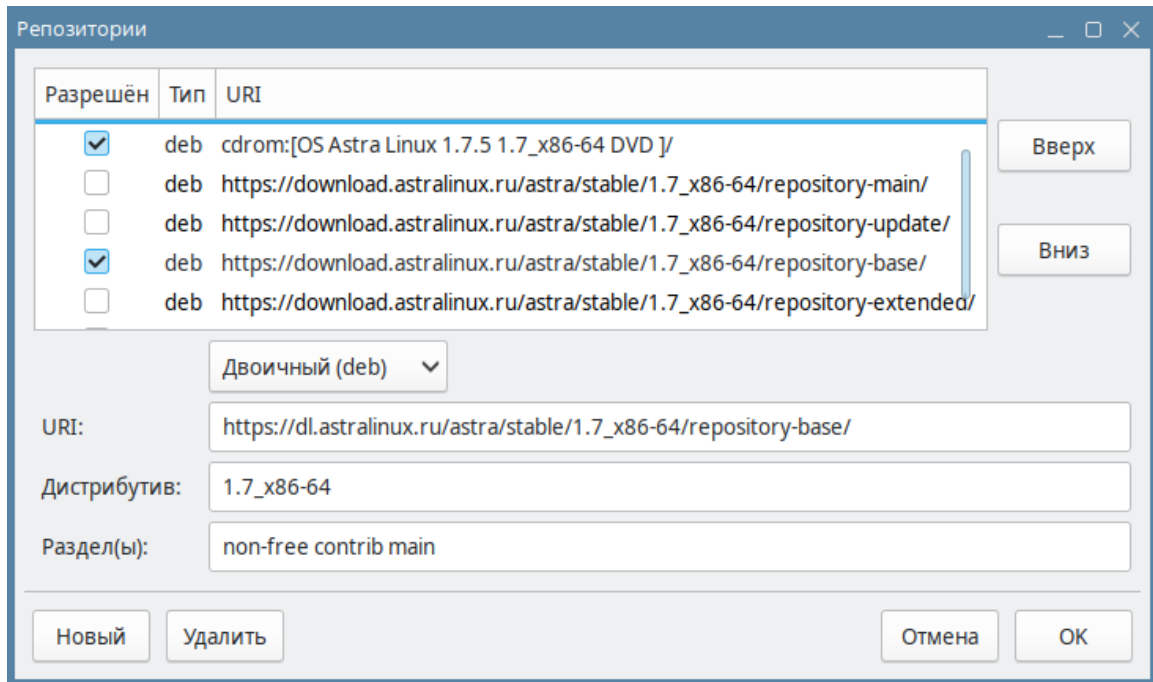 Репозитории
Разрешён Тип URI
deb cdrom:[OS Astra Linux 1.7.5 1.7_x86-64 DVD ]/
Вверх
deb https://download.astralinux.ru/astra/stable/1.7_x86-64/repository-main/
deb https://download.astralinux.ru/astra/stable/1.7_x86-64/repository-update/
Вниз
deb https://download.astralinux.ru/astra/stable/1.7_x86-64/repository-base/
deb https://download.astralinux.ru/astra/stable/1.7_x86-64/repository-extended/
Двоичный (deb)
URI: https://dl.astralinux.ru/astra/stable/1.7_x86-64/repository-base/
Дистрибутив: 1.7_x86-64
Раздел(ы): non-free contrib main
Новый Удалить Отмена OK